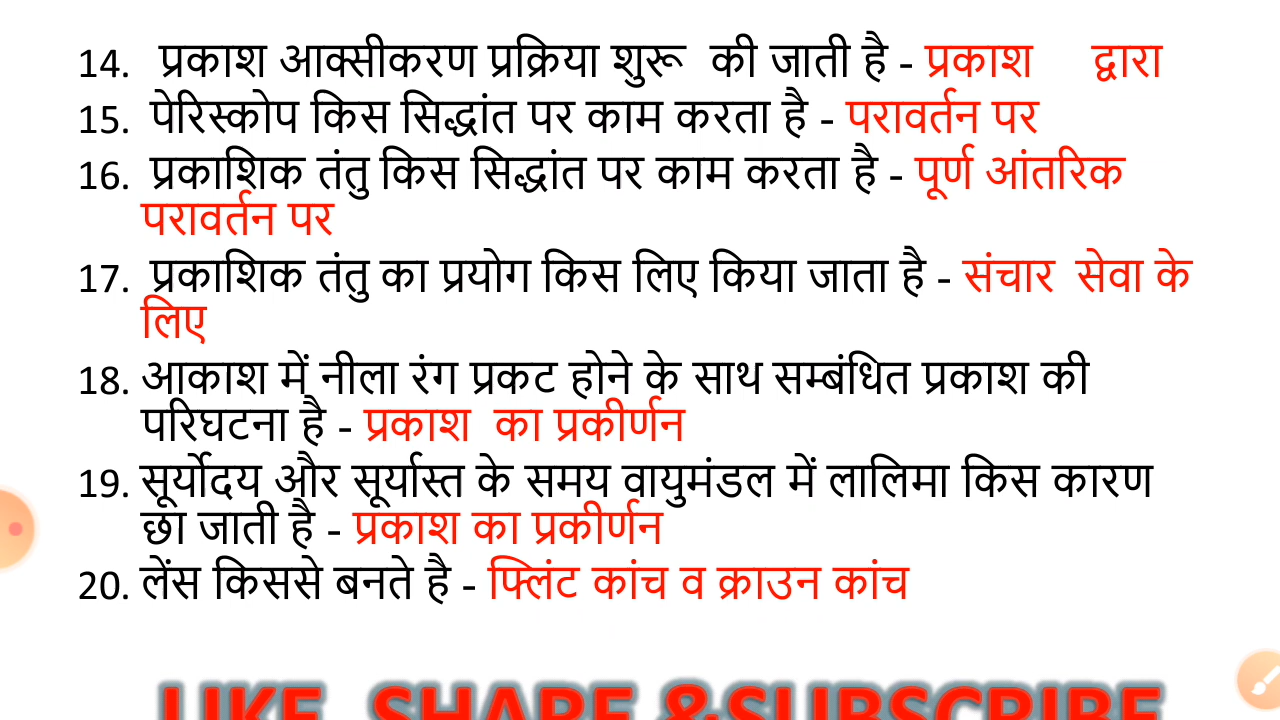 14. प्रकाश आक्सीकरण प्रक्रिया शुरू की जाती है - प्रकाश द्वारा
15. पेरिस्कोप किस सिद्धांत पर काम करता है - परावर्तन पर
16. प्रकाशिक तंतु किस सिद्धांत पर काम करता है - पूर्ण आंतरिक
परावर्तन पर
17. प्रकाशिक तंतु का प्रयोग किस लिए किया जाता है - संचार सेवा के
लिए
18. आकाश में नीला रंग प्रकट होने के साथ सम्बंधित प्रकाश की
परिघटना है - प्रकाश का प्रकीर्णन
19. सूर्योदय और सूर्यास्त के समय वायुमंडल में लालिमा किस कारण
छा जाती है - प्रकाश का प्रकीर्णन
20. लेंस किससे बनते है - फ्लिंट कांच व क्राउन कांच
LIKE SHARE &SUBSCRIBE